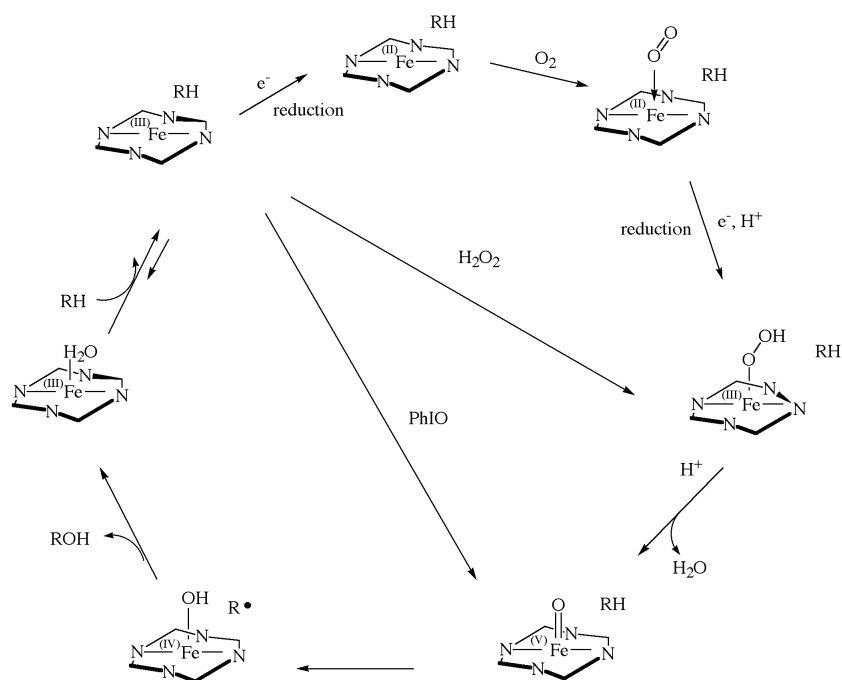 RH
(II)
N
N Fe N
N
e-
reduction
O2
O
O
RH
(II)
N
N Fe N
N
RH
(III)
N
N Fe N
N
reduction
e-, H+
H2O2
RH
H2O
(III)
N
N Fe N
N
OH
O
RH
(III)
N
N Fe N
N
PhIO
H+
H2O
ROH
OH
R•
(IV)
N
N Fe N
N
O
RH
(V)
N
N Fe N
N